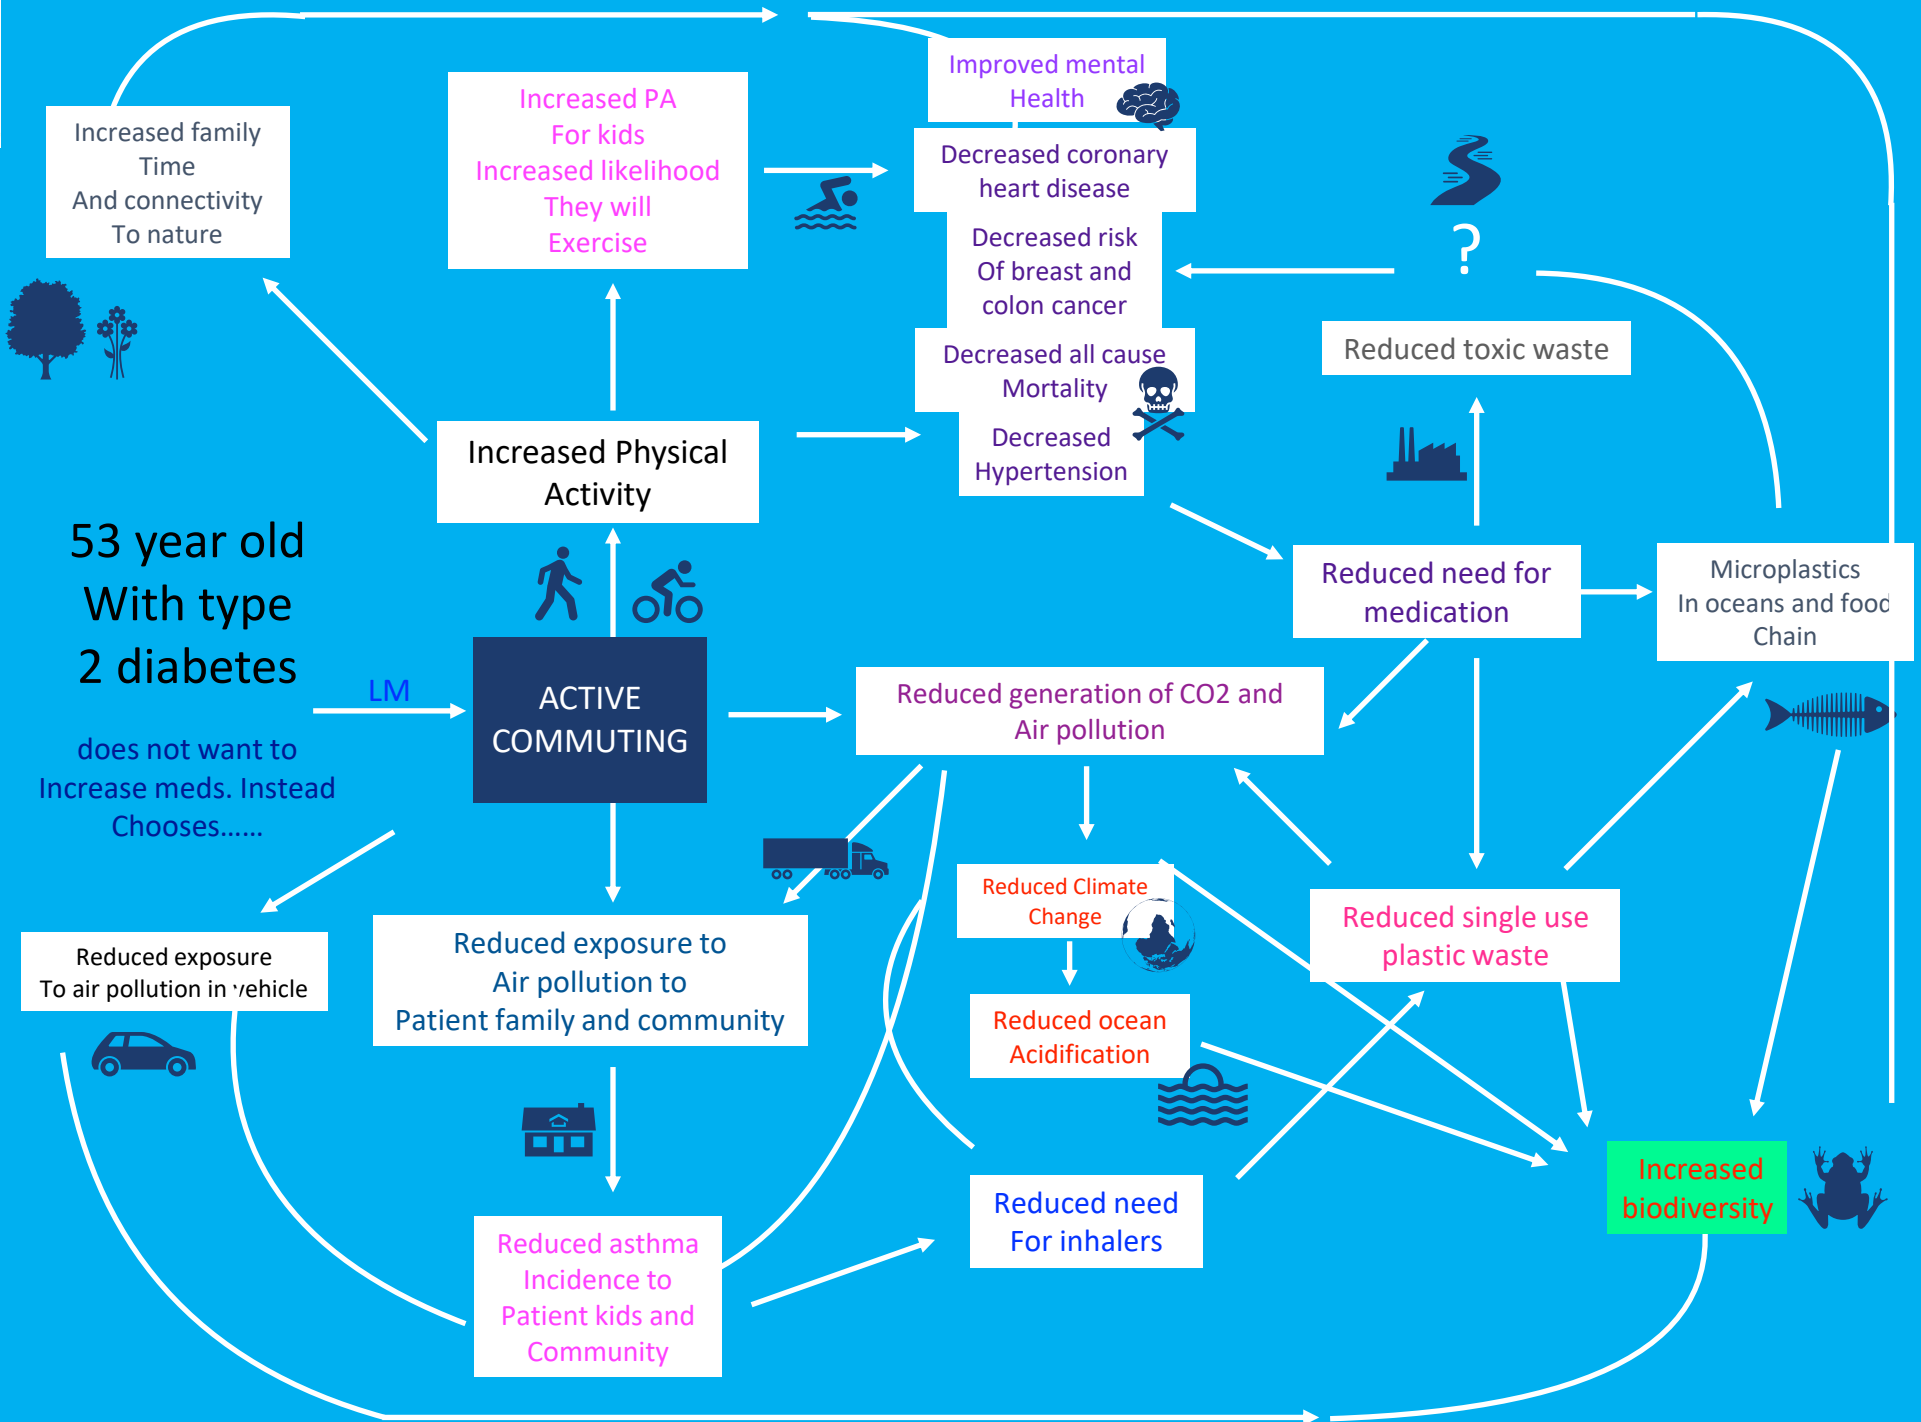 Improved mental
Health
Increased family
Time
And connectivity
To nature
Increased PA
For kids
Increased likelihood
They will
Exercise
Decreased coronary
heart disease
Decreased risk
Of breast and
colon cancer
?
Decreased all cause
Mortality
Reduced toxic waste
Increased Physical
Activity
Decreased
Hypertension
53 year old
With type
2 diabetes
does not want to
Increase meds. Instead
Chooses......
LM
ACTIVE
COMMUTING
Reduced need for
medication
Microplastics
In oceans and food
Chain
Reduced generation of CO2 and
Air pollution
Reduced Climate
Change
Reduced single use
plastic waste
Reduced exposure
To air pollution in vehicle
Reduced exposure to
Air pollution to
Patient family and community
Reduced ocean
Acidification
Reduced asthma
Incidence to
Patient kids and
Community
Reduced need
For inhalers
Increased
biodiversity